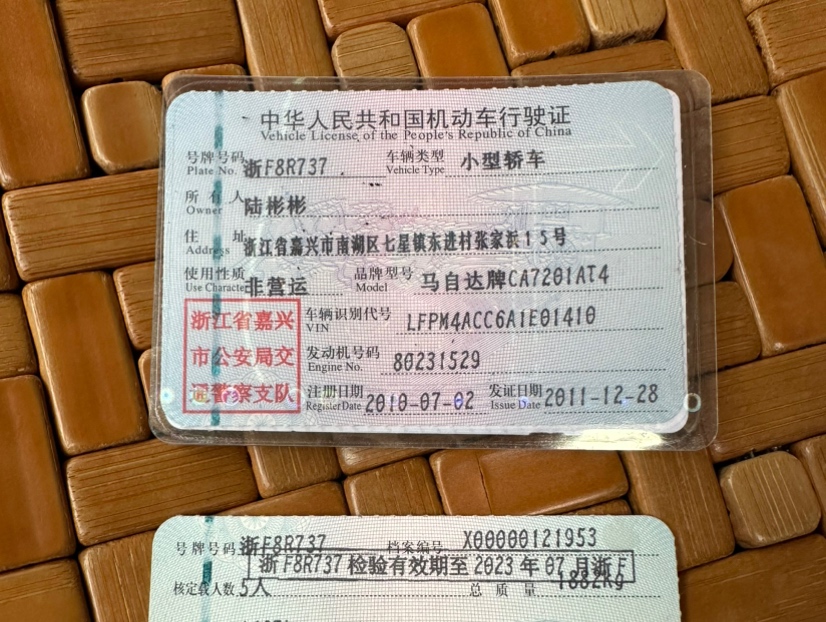 中华人民共和国机动车行驶证
Vehicle License of the People's Republic of China
号牌号码 Plate No. 浙F8R737 车辆类型 Vehicle Type 小型轿车
所有人 Owner 陆彬彬
住址 Address 浙江省嘉兴市南湖区七星镇东进村张家浜15号
使用性质 Use Character 非营运 品牌型号 Model 马自达牌CA7201AT4
浙江省嘉兴
市公安局交
通警察支队
车辆识别代号 VIN LFPM4ACC6A1E01410
发动机号码 Engine No. 80231529
注册日期 Register Date 2010-07-02 发证日期 Issue Date 2011-12-28
号牌号码 浙F8R737 档案编号 X00000121953
浙F8R737 检验有效期至 2023 年 07 月浙F
核定载人数 5人 总质量 1882kg